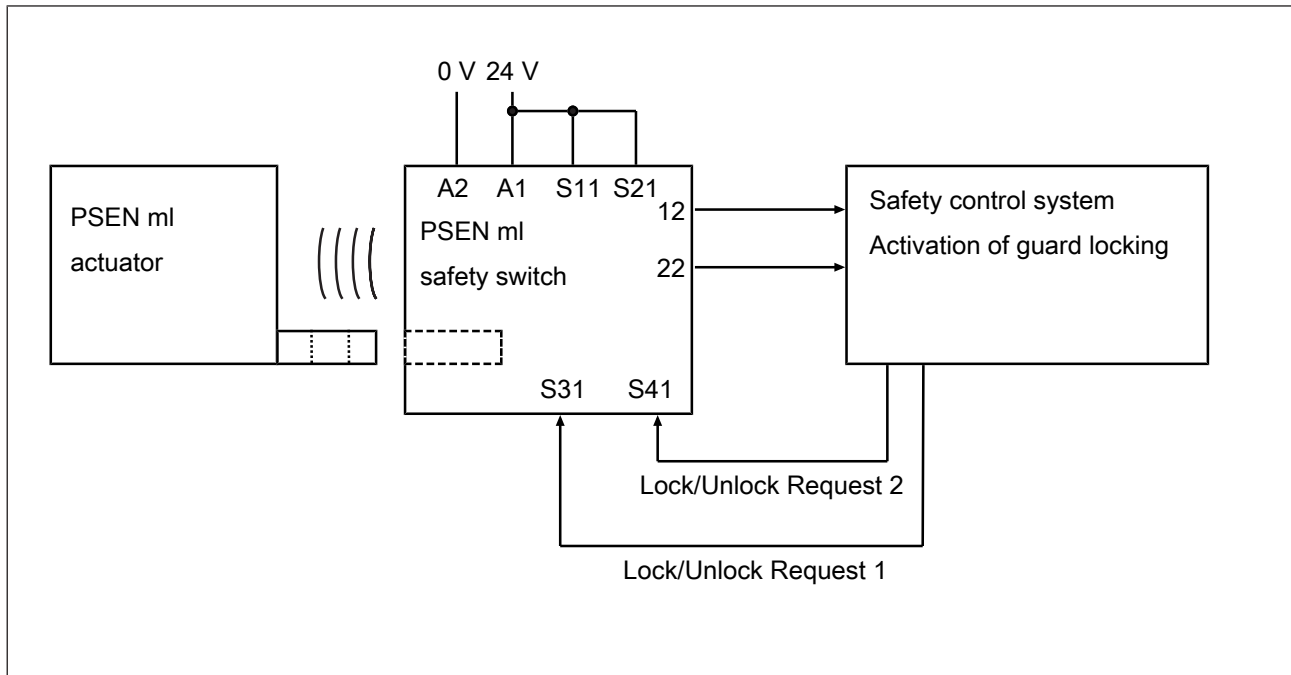 0 V 24 V
A2 A1 S11 S21
12
22
PSEN ml
actuator
PSEN ml
safety switch
Safety control system
Activation of guard locking
S31 S41
Lock/Unlock Request 2
Lock/Unlock Request 1